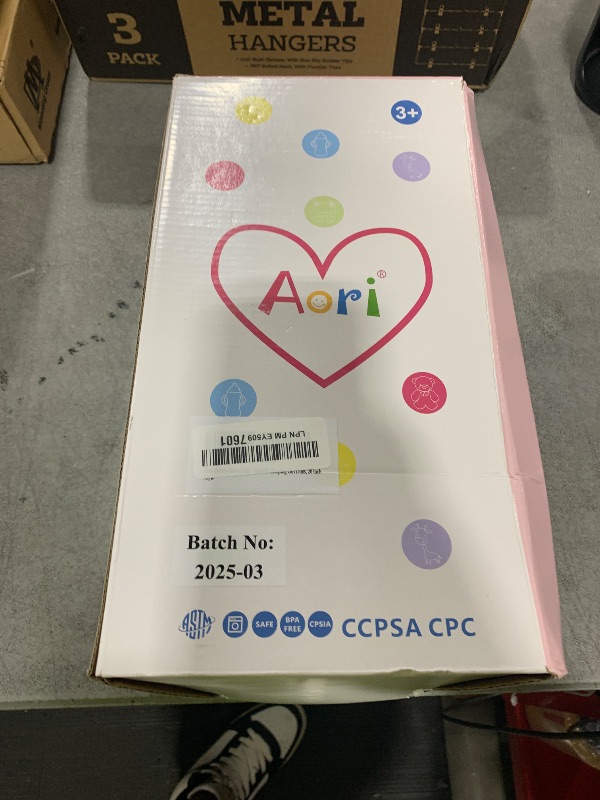 3
PACK
METAL
HANGERS
3+
Aori®
LPN PM EY509 7601
Batch No:
2025-03
ASTM
SAFE
BPA
FREE
CPSIA
CCPSA CPC